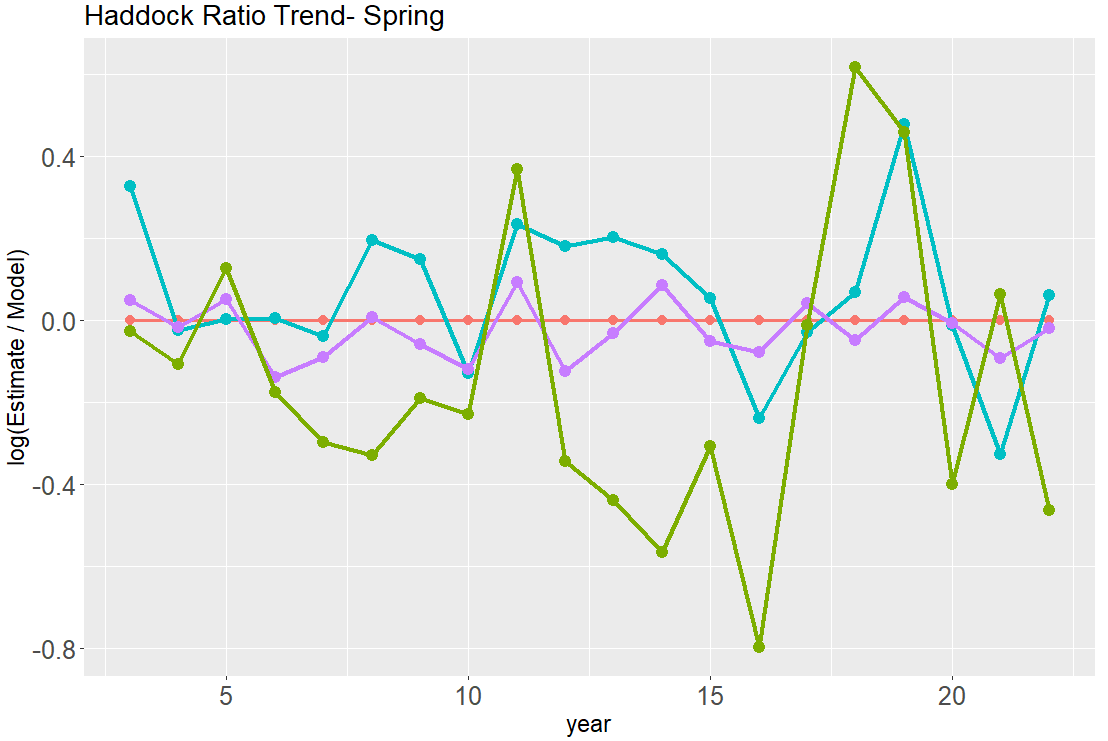 Haddock Ratio Trend- Spring
log(Estimate / Model)
0.4
0.0
-0.4
-0.8
5 10 15 20
year